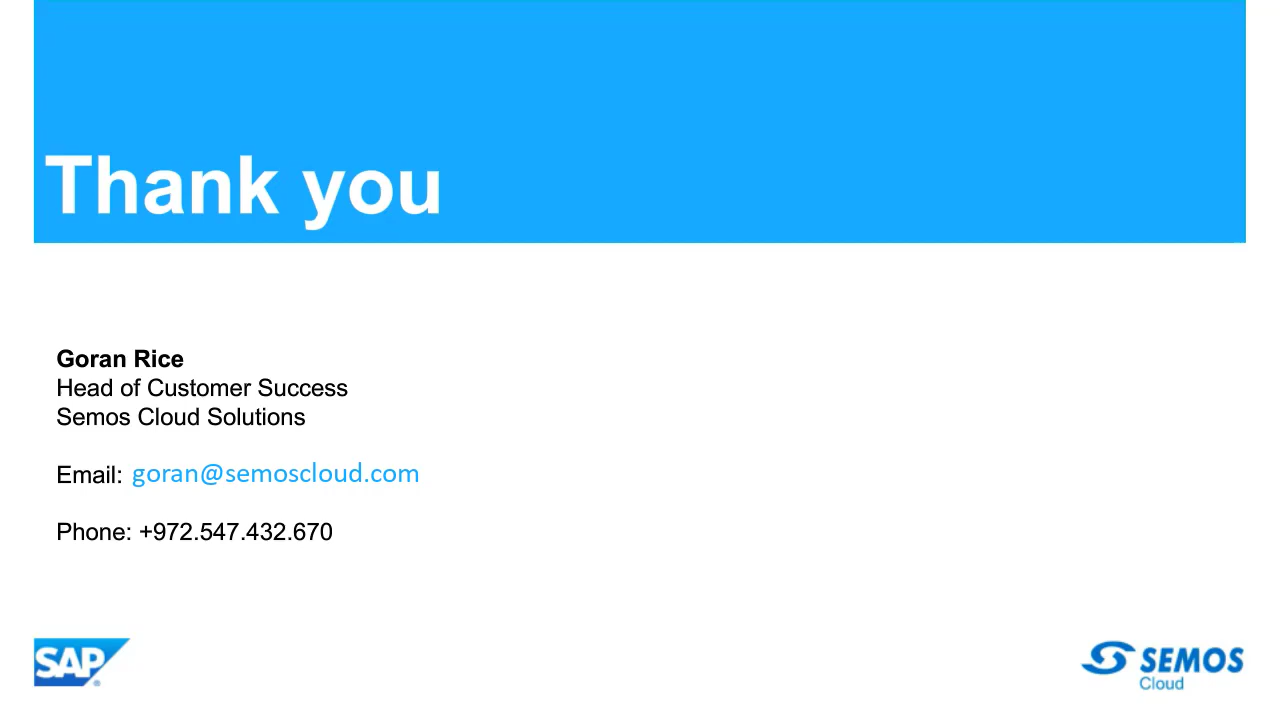 Thank you
Goran Rice
Head of Customer Success
Semos Cloud Solutions
Email: goran@semoscloud.com
Phone: +972.547.432.670
SAP®
SEMOS
Cloud